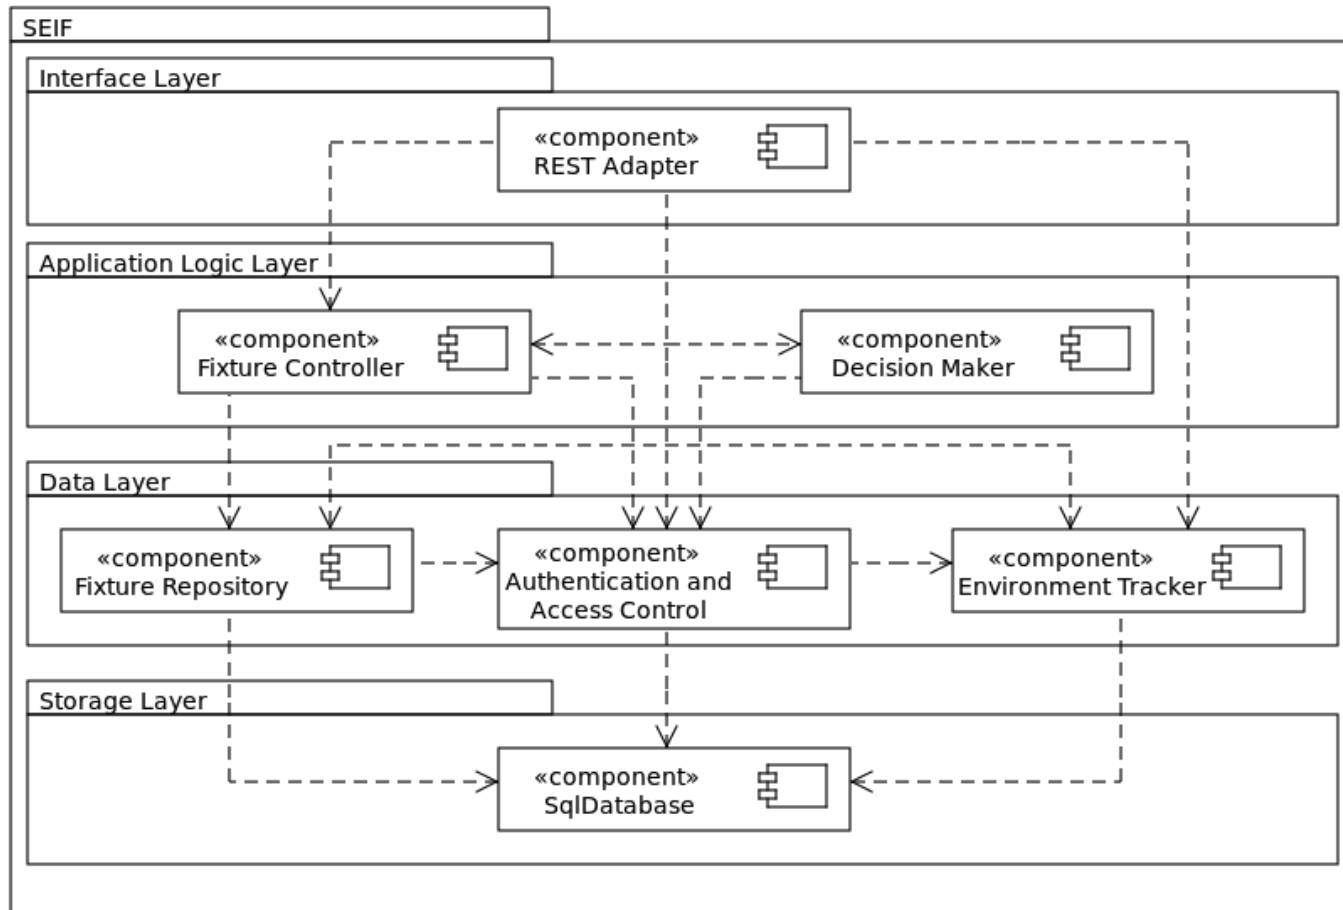 SEIF
Interface Layer
«component»
REST Adapter
Application Logic Layer
«component»
Fixture Controller
«component»
Decision Maker
Data Layer
«component»
Fixture Repository
«component»
Authentication and
Access Control
«component»
Environment Tracker
Storage Layer
«component»
SqlDatabase